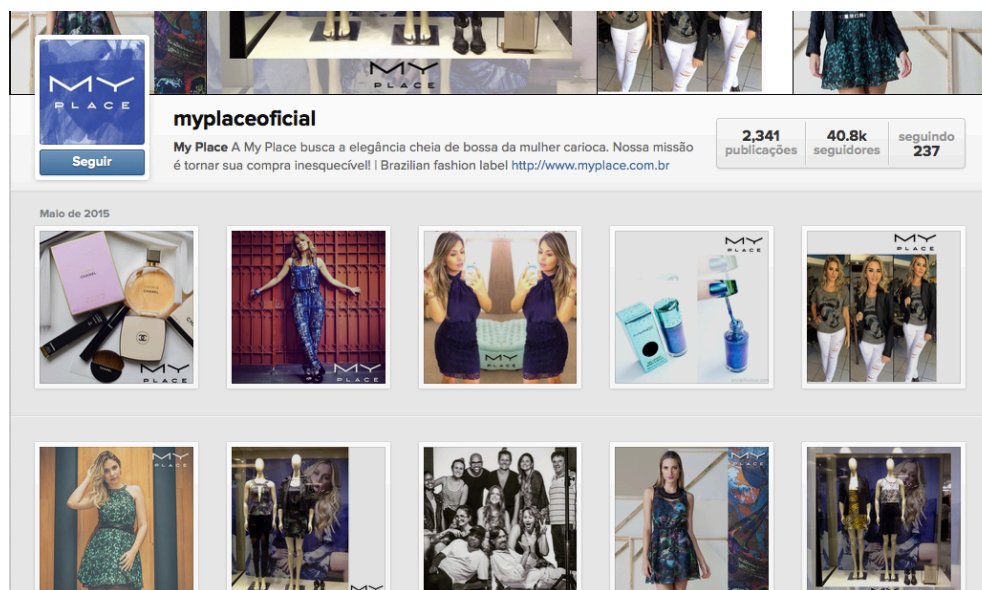 MY
PLACE
MY
PLACE
Seguir
myplaceoficial
My Place A My Place busca a elegância cheia de bossa da mulher carioca. Nossa missão
é tornar sua compra inesquecível! | Brazilian fashion label http://www.myplace.com.br
2,341
publicações
40.8k
seguidores
seguindo
237
Maio de 2015
CHANEL
CHANEL
MY
PLACE
MY
PLACE
MY
PLACE
MY
PLACE
MY
PLACE
MY
PLACE
MY
MY
PLACE